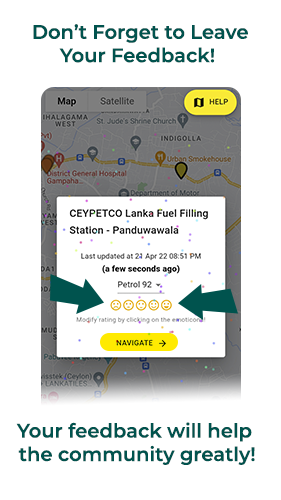 Don’t Forget to Leave
Your Feedback!
Map
Satellite
HELP
IHALAGAMA
WEST
St. Jude's Shrine Church
INDIGOLLA
Urban Smokehouse
District General Hospital
Gampaha...
Department of Motor
CEYPETCO Lanka Fuel Filling
Station - Panduwawala
Last updated at 24 Apr 22 08:51 PM
(a few seconds ago)
Petrol 92
Modify rating by clicking on the emoticons!
NAVIGATE
Your feedback will help
the community greatly!